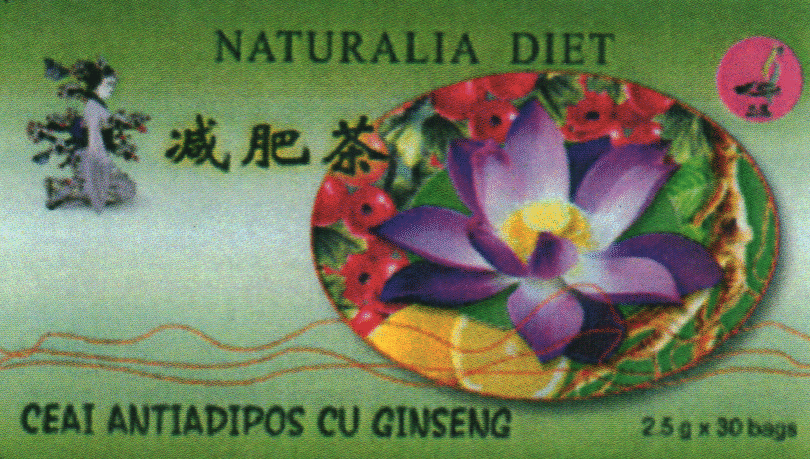 NATURALIA DIET
减肥茶
CEAI ANTIADIPOS CU GINSENG
2.5 g x 30 bags